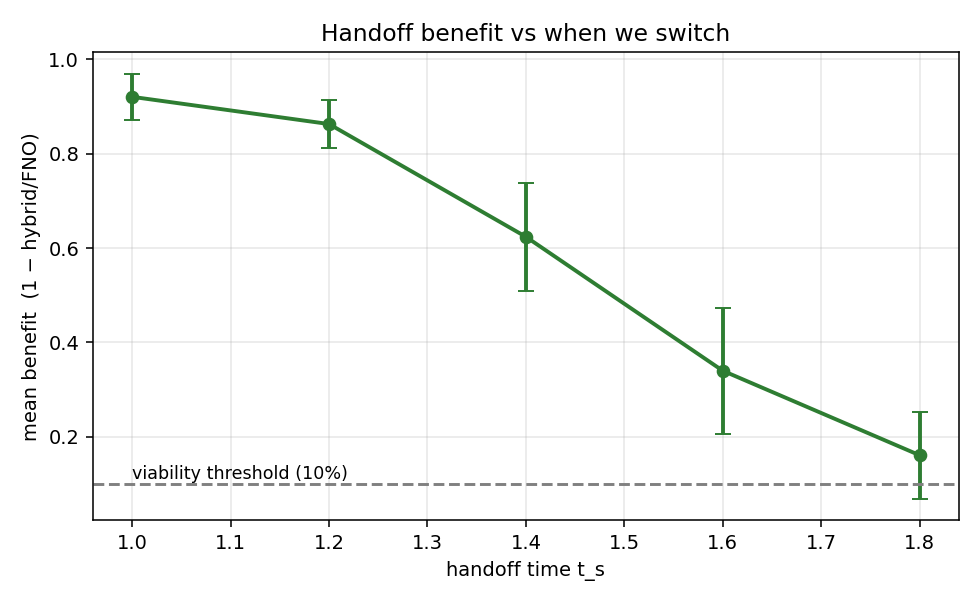 Handoff benefit vs when we switch
mean benefit  (1 − hybrid/FNO)
1.0
0.8
0.6
0.4
0.2
viability threshold (10%)
1.0 1.1 1.2 1.3 1.4 1.5 1.6 1.7 1.8
handoff time t_s